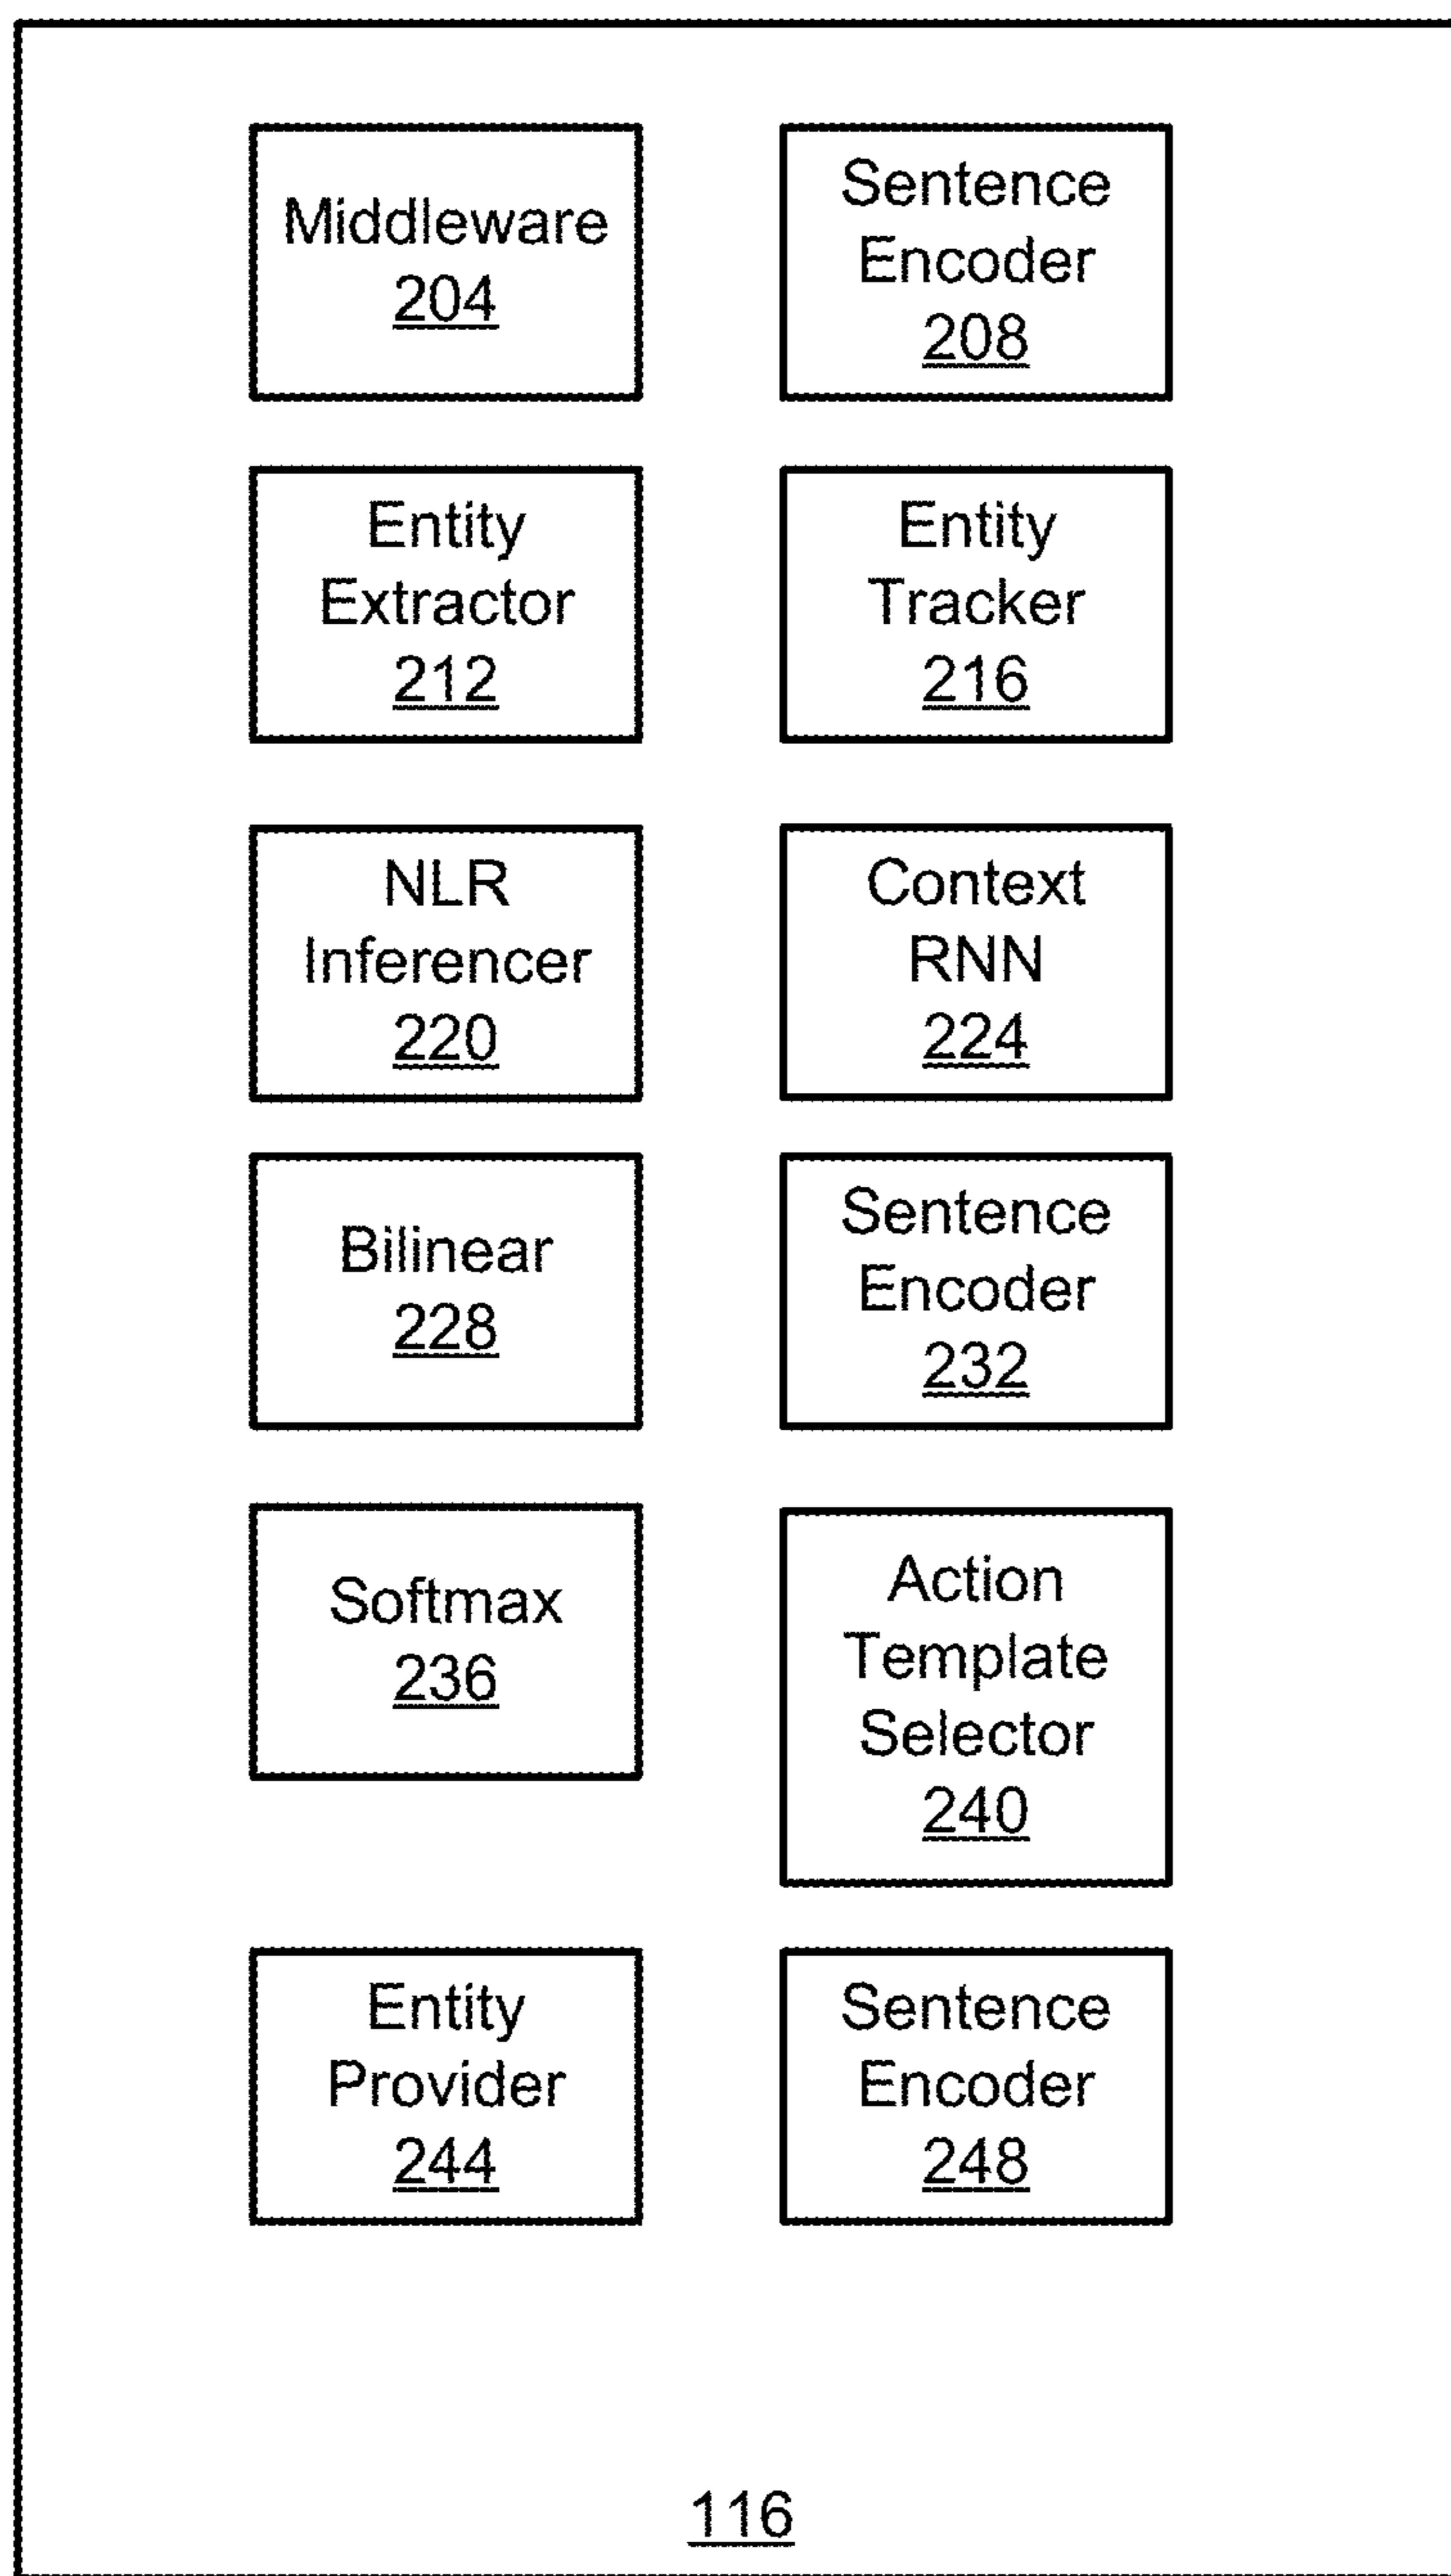 Middleware
204
Sentence
Encoder
208
Entity
Extractor
212
Entity
Tracker
216
NLR
Inferencer
220
Context
RNN
224
Bilinear
228
Sentence
Encoder
232
Softmax
236
Action
Template
Selector
240
Entity
Provider
244
Sentence
Encoder
248
116